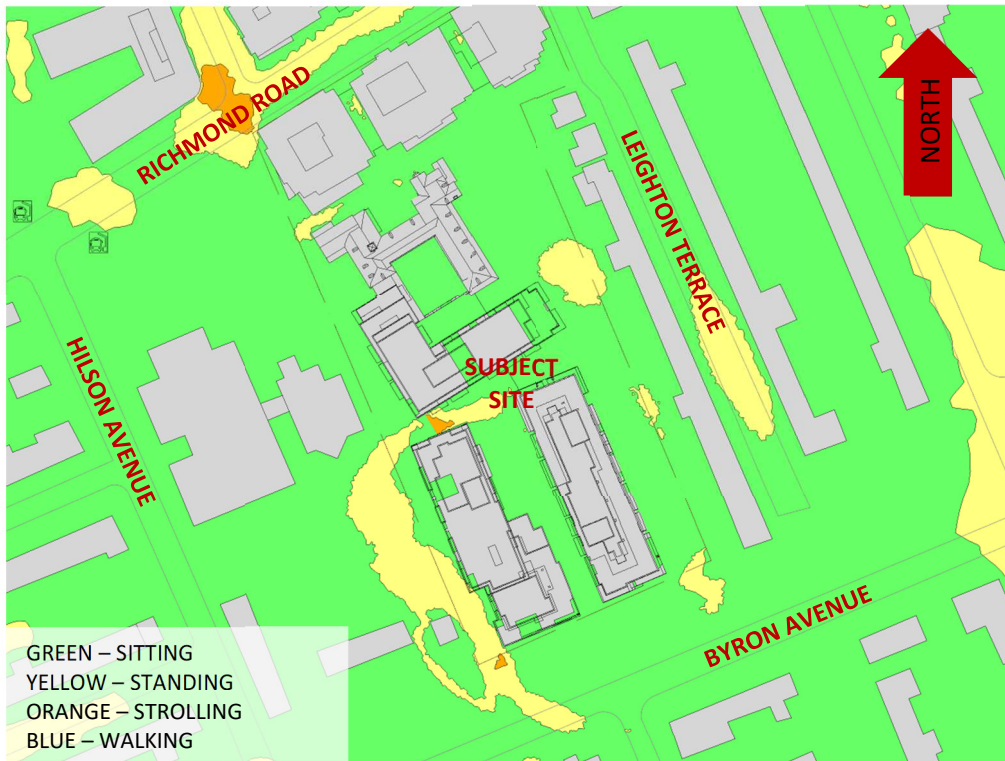 NORTH
RICHMOND ROAD
LEIGHTON TERRACE
HILSON AVENUE
SUBJECT
SITE
BYRON AVENUE
GREEN – SITTING
YELLOW – STANDING
ORANGE – STROLLING
BLUE – WALKING